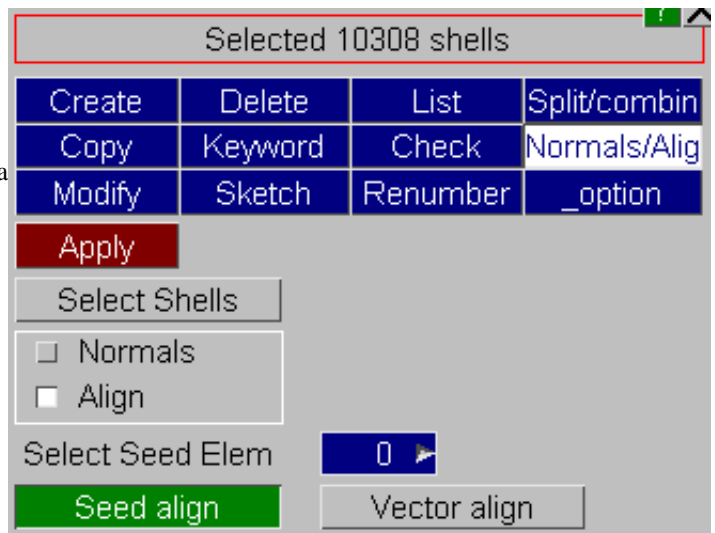 ?
Selected 10308 shells
Create Delete List Split/combin
Copy Keyword Check Normals/Alig
a
Modify Sketch Renumber _option
Apply
Select Shells
Normals
Align
Select Seed Elem 0
Seed align Vector align